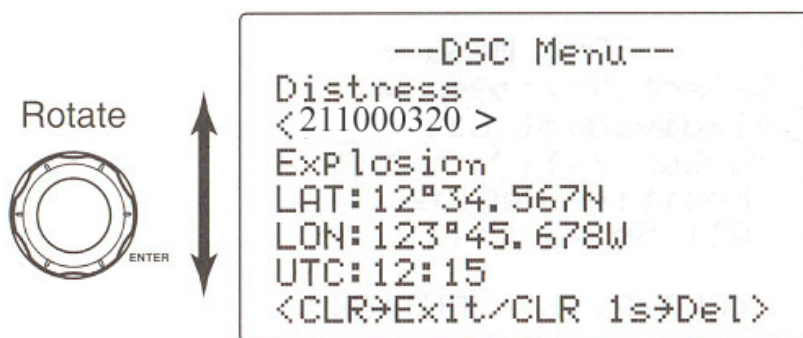 Rotate
ENTER
--DSC Menu--
Distress
< 211000320 >
Explosion
LAT:12°34.567N
LON:123°45.678W
UTC:12:15
<CLR→Exit/CLR 1s→Del>